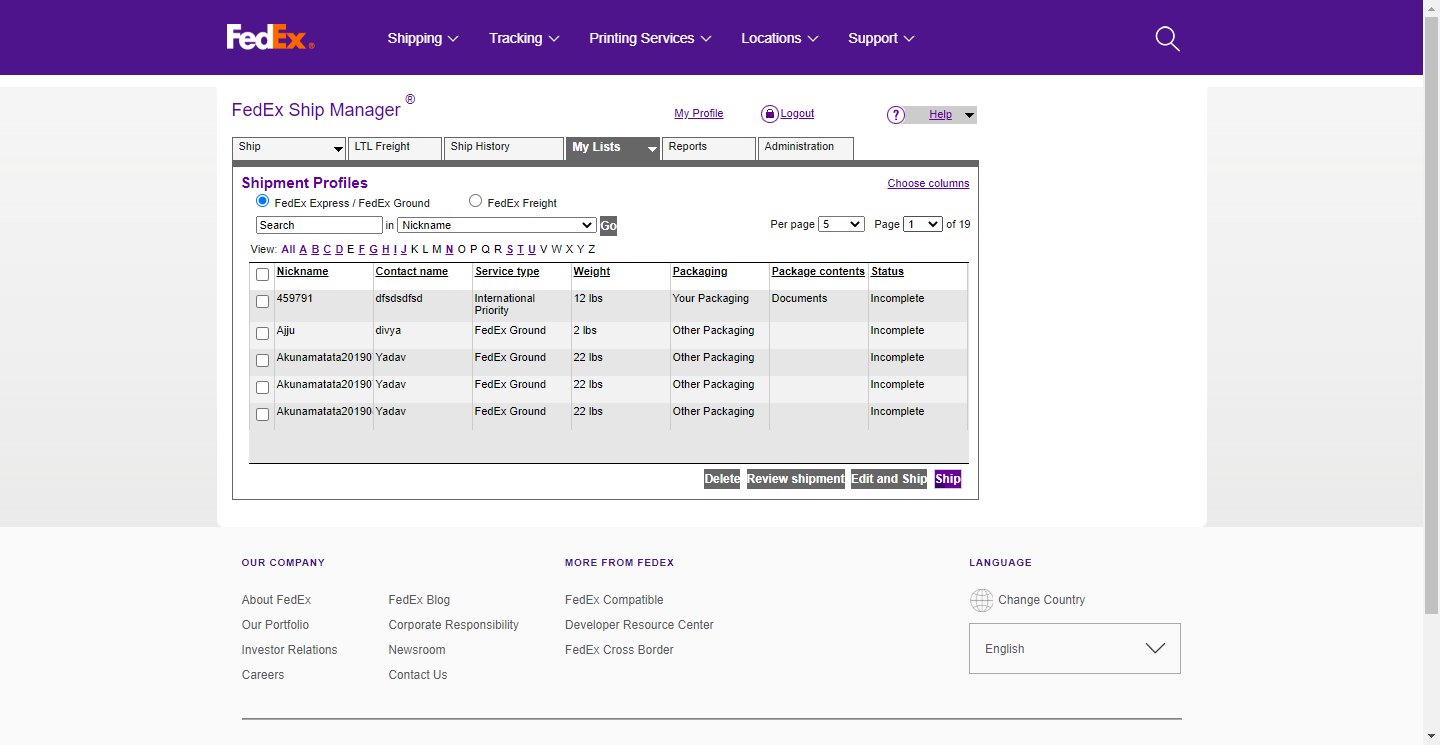 FedEx®
Shipping Tracking Printing Services Locations Support
FedEx Ship Manager ®
My Profile Logout ? Help
Ship LTL Freight Ship History My Lists Reports Administration
Shipment Profiles Choose columns
FedEx Express / FedEx Ground FedEx Freight
Search in Nickname Go Per page 5 Page 1 of 19
View: All A B C D E F G H I J K L M N O P Q R S T U V W X Y Z
Nickname Contact name Service type Weight Packaging Package contents Status
459791 dfsdsdfsd International Priority 12 lbs Your Packaging Documents Incomplete
Ajju divya FedEx Ground 2 lbs Other Packaging Incomplete
Akunamatata20190 Yadav FedEx Ground 22 lbs Other Packaging Incomplete
Akunamatata20190 Yadav FedEx Ground 22 lbs Other Packaging Incomplete
Akunamatata20190 Yadav FedEx Ground 22 lbs Other Packaging Incomplete
Delete Review shipment Edit and Ship Ship
OUR COMPANY
About FedEx
Our Portfolio
Investor Relations
Careers
FedEx Blog
Corporate Responsibility
Newsroom
Contact Us
MORE FROM FEDEX
FedEx Compatible
Developer Resource Center
FedEx Cross Border
LANGUAGE
Change Country
English